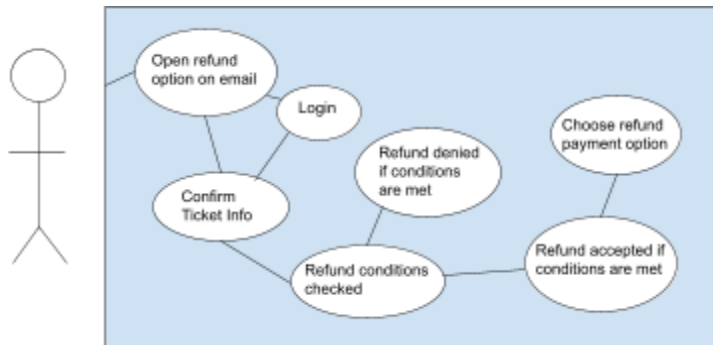 Open refund
option on email
Login
Confirm
Ticket Info
Refund denied
if conditions
are met
Refund conditions
checked
Choose refund
payment option
Refund accepted if
conditions are met